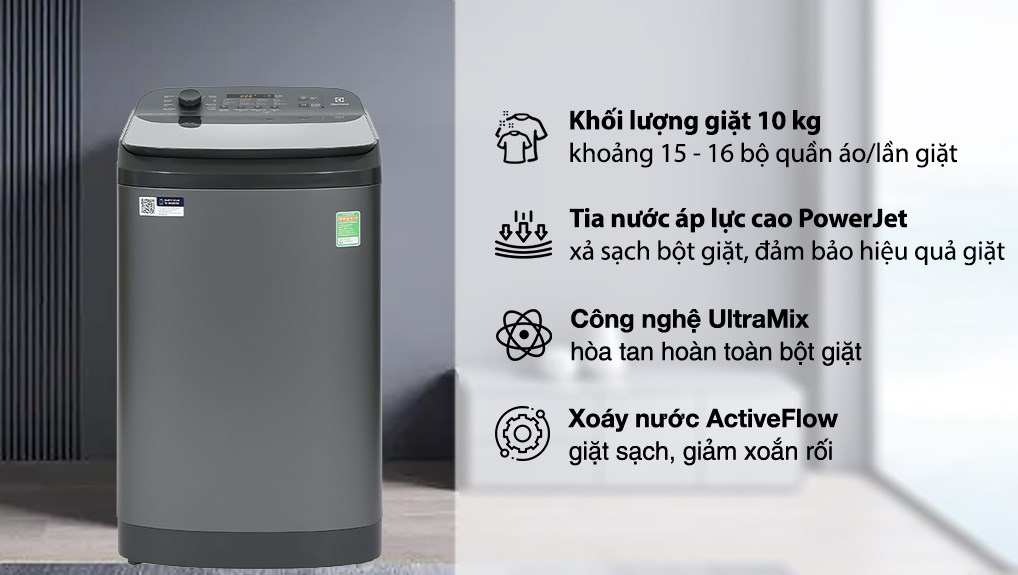 Khối lượng giặt 10 kg
khoảng 15 - 16 bộ quần áo/lần giặt
Tia nước áp lực cao PowerJet
xả sạch bột giặt, đảm bảo hiệu quả giặt
Công nghệ UltraMix
hòa tan hoàn toàn bột giặt
Xoáy nước ActiveFlow
giặt sạch, giảm xoắn rối